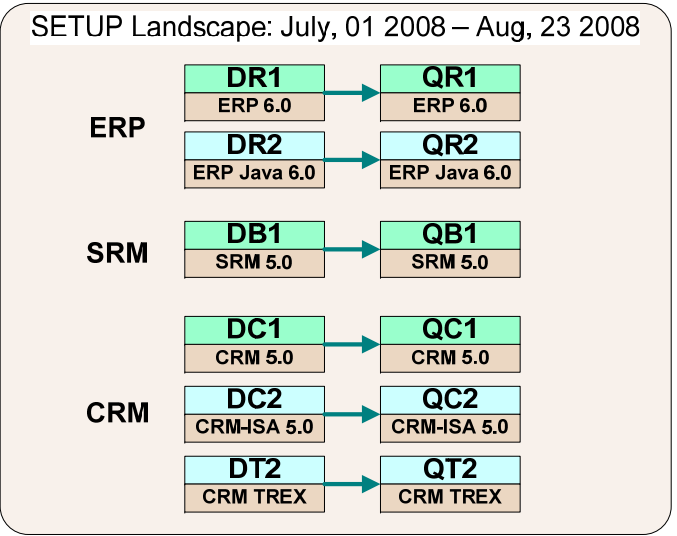 SETUP Landscape: July, 01 2008 – Aug, 23 2008
ERP
DR1
ERP 6.0
QR1
ERP 6.0
DR2
ERP Java 6.0
QR2
ERP Java 6.0
SRM
DB1
SRM 5.0
QB1
SRM 5.0
CRM
DC1
CRM 5.0
QC1
CRM 5.0
DC2
CRM-ISA 5.0
QC2
CRM-ISA 5.0
DT2
CRM TREX
QT2
CRM TREX